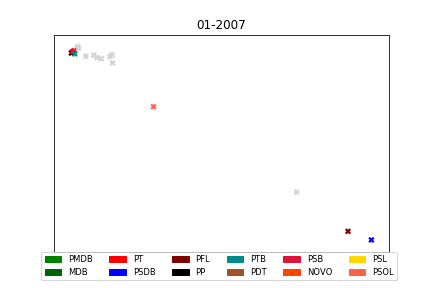 01-2007
PMDB PT PFL PTB PSB PSL
MDB PSDB PP PDT NOVO PSOL